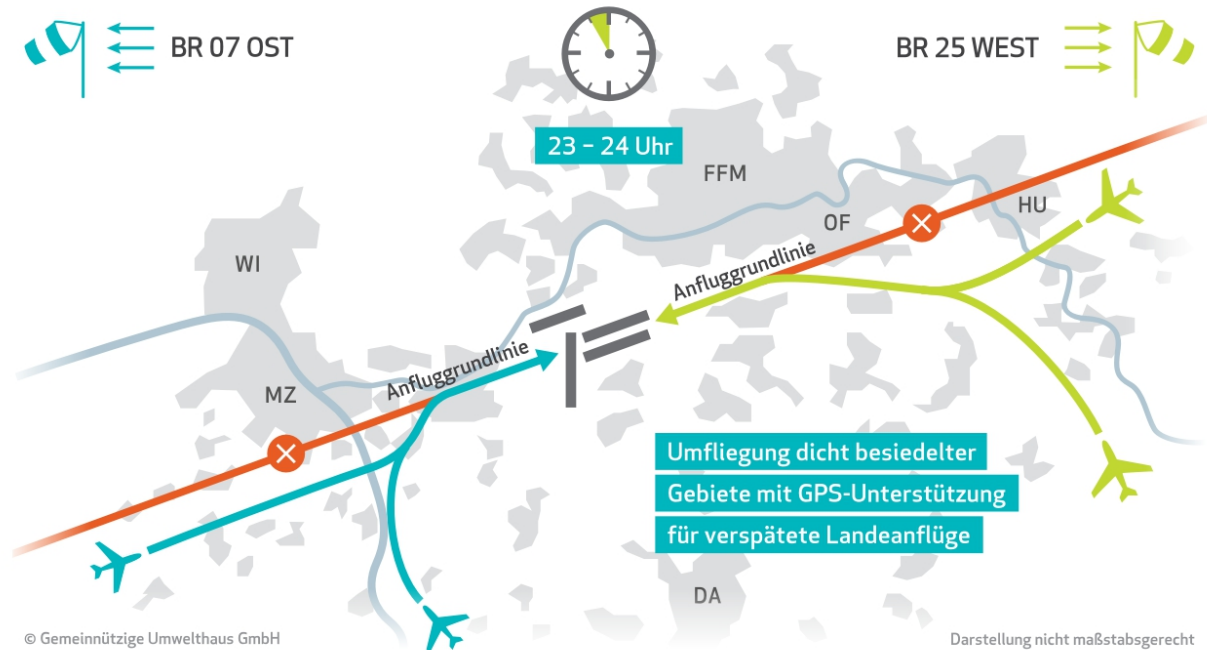 BR 07 OST
BR 25 WEST
23 – 24 Uhr
FFM
HU
OF
WI
Anfluggrundlinie
Anfluggrundlinie
MZ
Umfliegung dicht besiedelter
Gebiete mit GPS-Unterstützung
für verspätete Landeanflüge
DA
© Gemeinnützige Umwelthaus GmbH
Darstellung nicht maßstabsgerecht